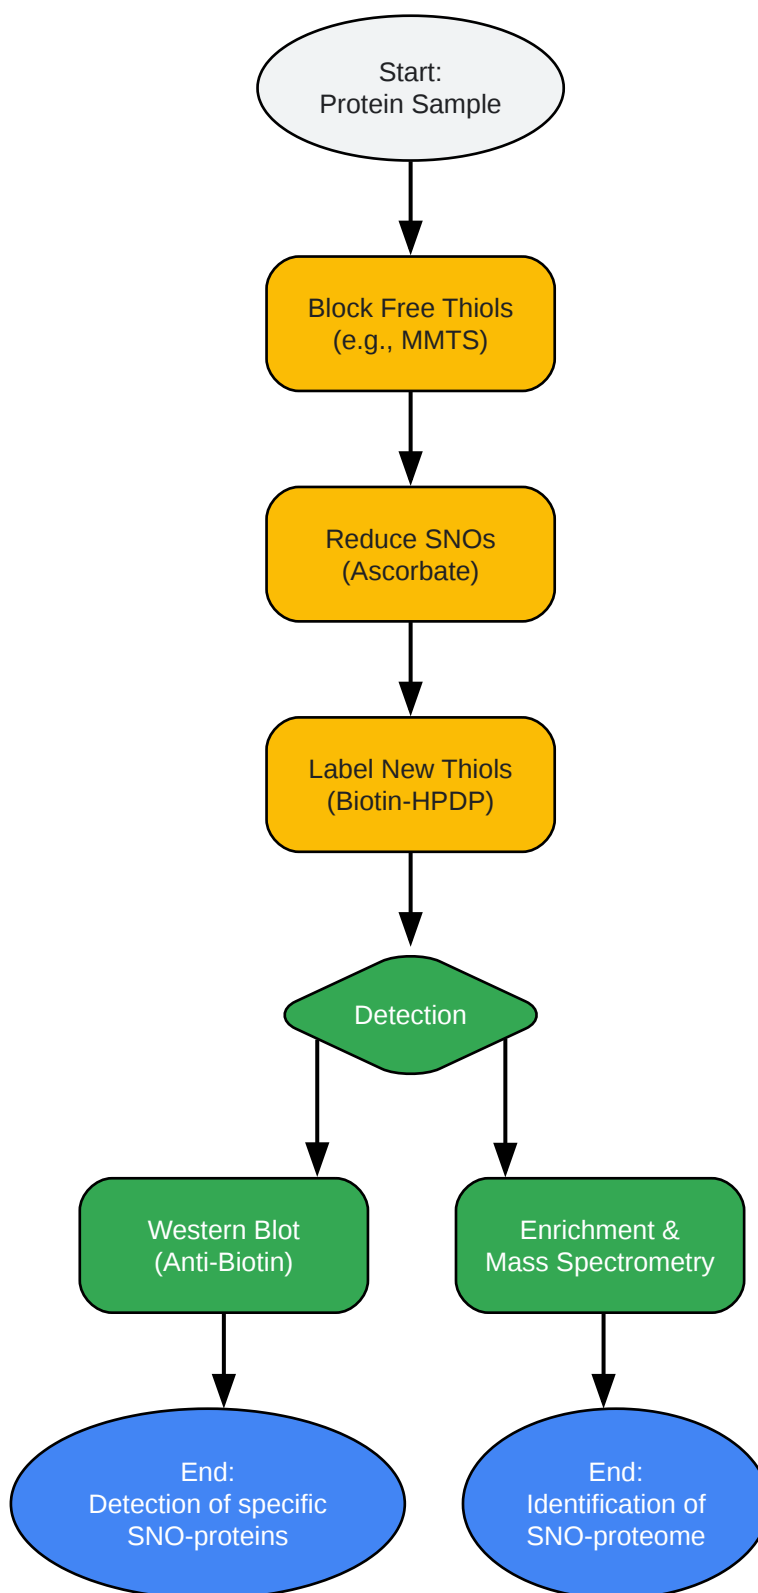 Start:
Protein Sample
Block Free Thiols
(e.g., MMTS)
Reduce SNOs
(Ascorbate)
Label New Thiols
(Biotin-HPDP)
Detection
Western Blot
(Anti-Biotin)
Enrichment &
Mass Spectrometry
End:
Detection of specific
SNO-proteins
End:
Identification of
SNO-proteome